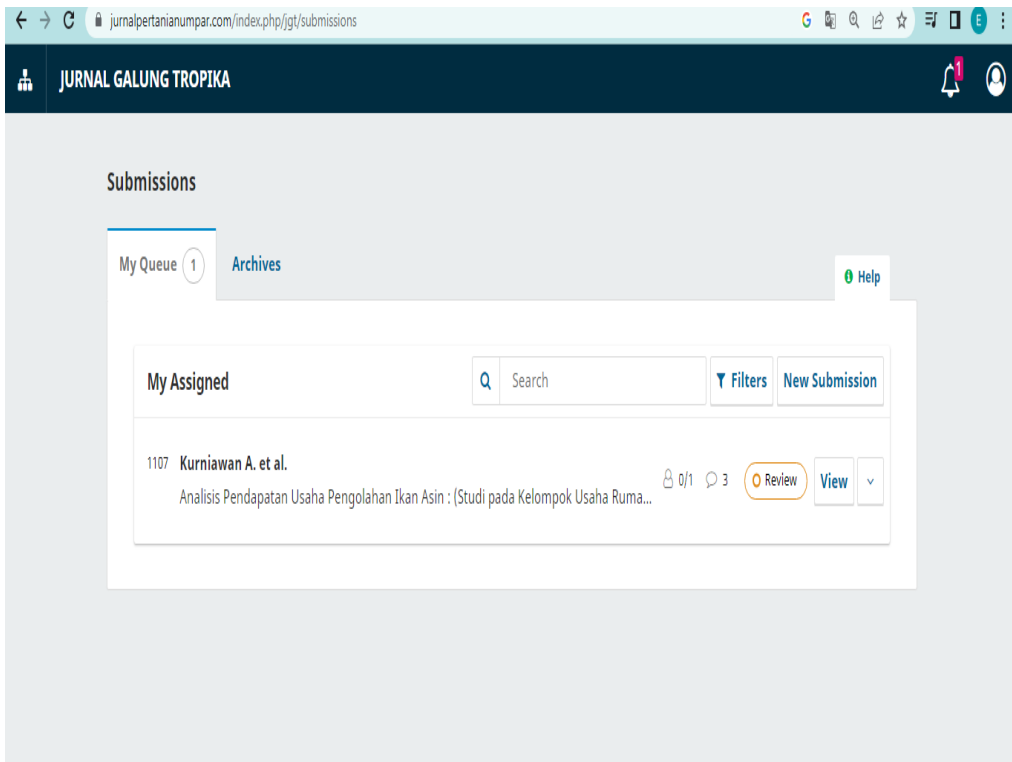 jurnalpertanianumpar.com/index.php/jgt/submissions
G
E
JURNAL GALUNG TROPIKA
1
Submissions
My Queue 1
Archives
Help
My Assigned
Search
Filters
New Submission
1107 Kurniawan A. et al.
Analisis Pendapatan Usaha Pengolahan Ikan Asin : (Studi pada Kelompok Usaha Ruma...
0/1
3
Review
View